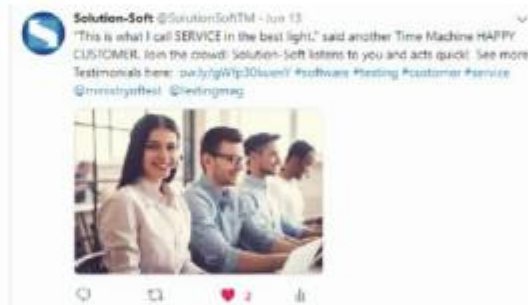 Solution-Soft @SolutionSoftTM - Jun 13
"This is what I call SERVICE in the best light," said another Time Machine HAPPY
CUSTOMER. Join the crowd! Solution-Soft listens to you and acts quick! See more
Testimonials here: #software #testing #customer #service
@ministryoftest @testingmag
2